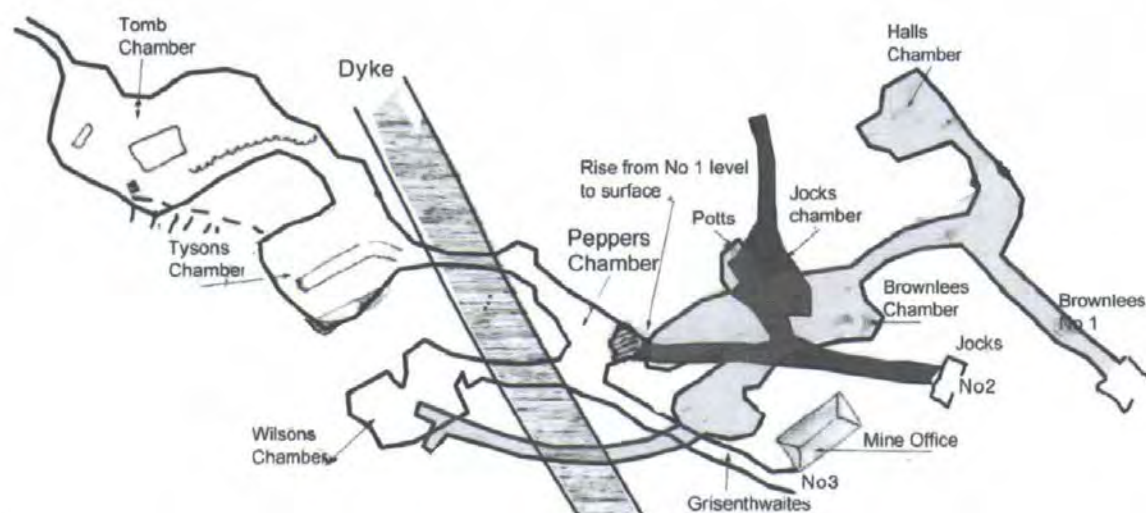 Tomb
Chamber
Dyke
Halls
Chamber
Rise from No 1 level
to surface
Potts
Jocks
chamber
Tysons
Chamber
Peppers
Chamber
Brownlees
Chamber
Brownlees
No 1
Jocks
No2
Wilsons
Chamber
Mine Office
No3
Grisenthwaites